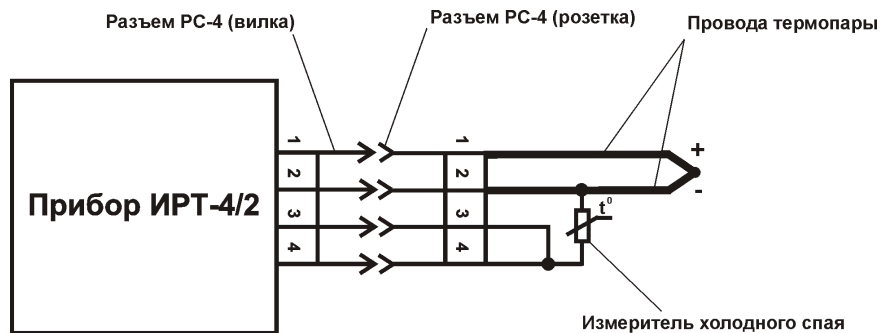 Разъем РС-4 (вилка)
Разъем РС-4 (розетка)
Провода термопары
Прибор ИРТ-4/2
1
2
3
4
1
2
3
4
+
-
t⁰
Измеритель холодного спая